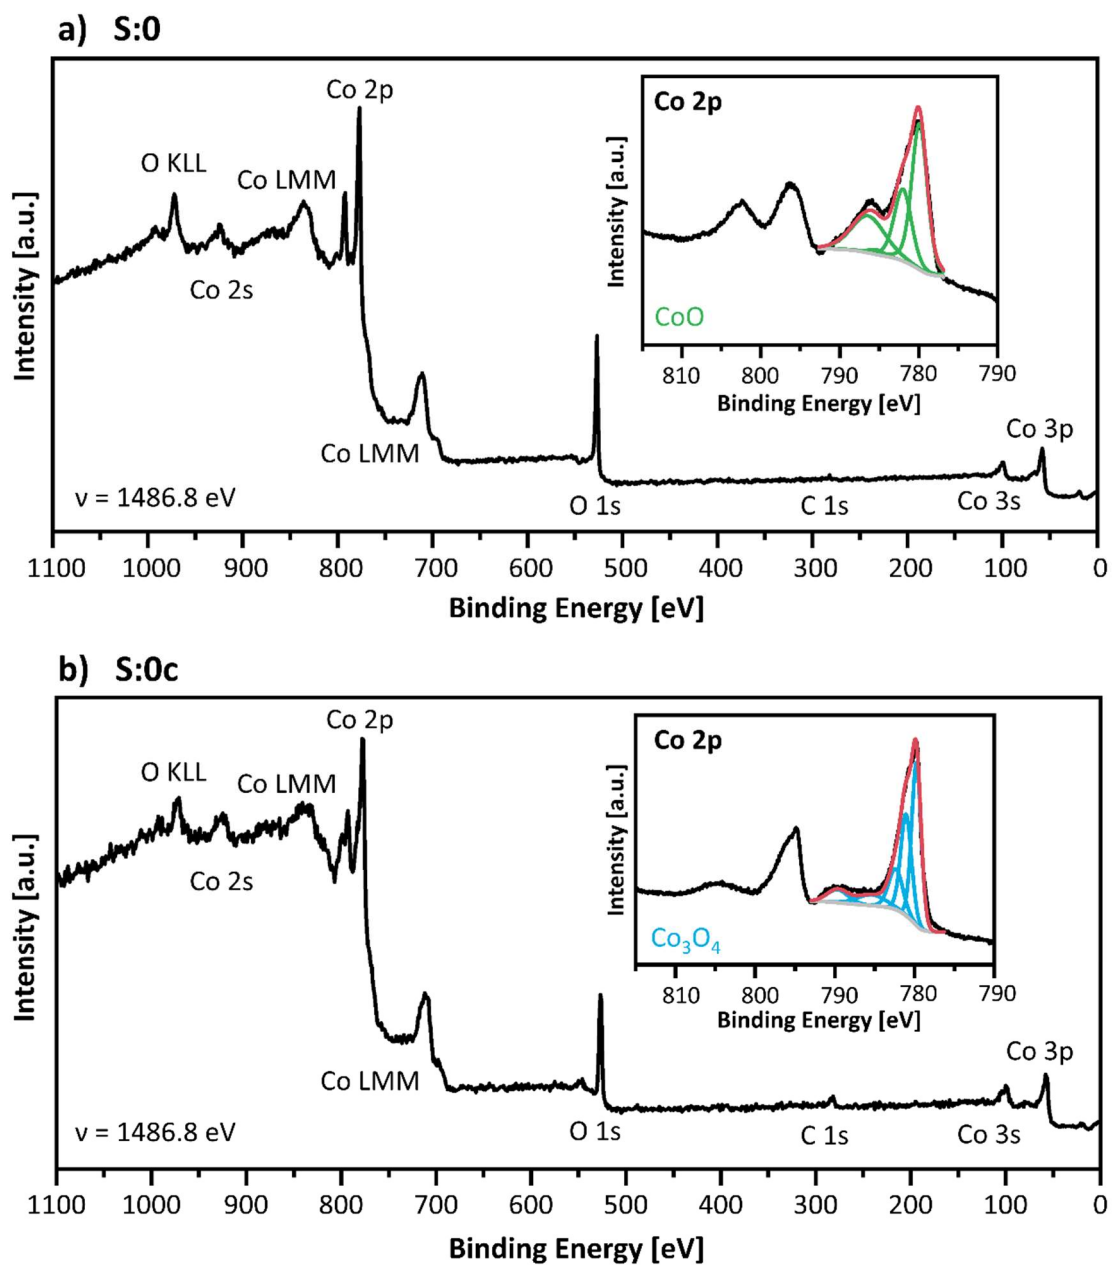 a) S:0
Co 2p
O KLL
Co LMM
Co 2s
Co LMM
O 1s
C 1s
Co 3s
Co 3p
ν = 1486.8 eV
Intensity [a.u.]
1100 1000 900 800 700 600 500 400 300 200 100 0
Binding Energy [eV]
Co 2p
CoO
Intensity [a.u.]
810 800 790 780 790
Binding Energy [eV]
b) S:0c
Co 2p
O KLL
Co LMM
Co 2s
Co LMM
O 1s
C 1s
Co 3s
Co 3p
ν = 1486.8 eV
Intensity [a.u.]
1100 1000 900 800 700 600 500 400 300 200 100 0
Binding Energy [eV]
Co 2p
Co₃O₄
Intensity [a.u.]
810 800 790 780 790
Binding Energy [eV]